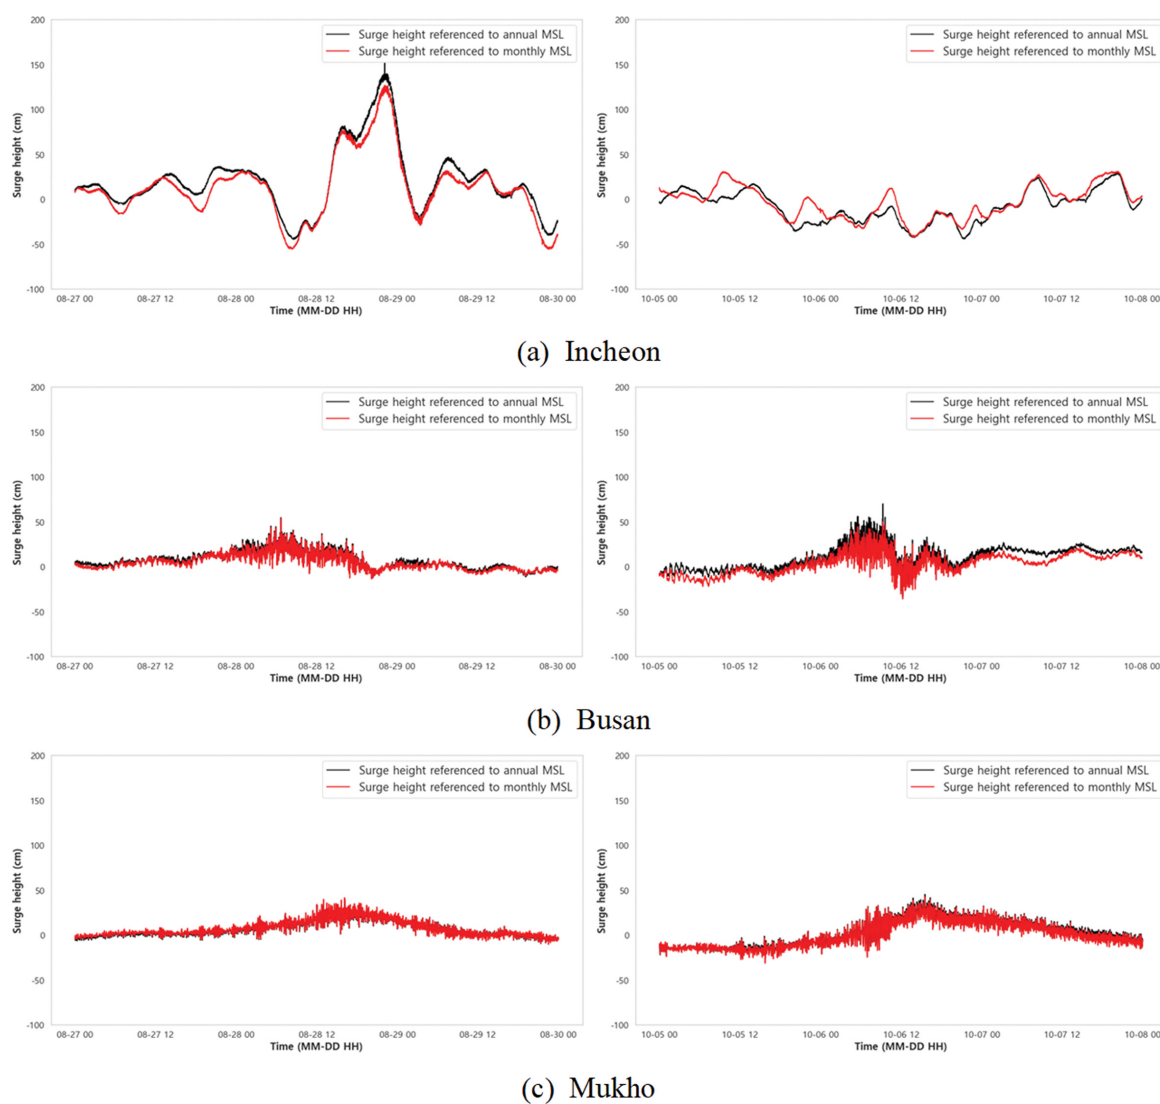 200
150
100
50
0
-50
-100
Surge height (cm)
Surge height referenced to annual MSL
Surge height referenced to monthly MSL
08-27 00 08-27 12 08-28 00 08-28 12 08-29 00 08-29 12 08-30 00
Time (MM-DD HH)
200
150
100
50
0
-50
-100
Surge height (cm)
Surge height referenced to annual MSL
Surge height referenced to monthly MSL
10-05 00 10-05 12 10-06 00 10-06 12 10-07 00 10-07 12 10-08 00
Time (MM-DD HH)
(a) Incheon
200
150
100
50
0
-50
-100
Surge height (cm)
Surge height referenced to annual MSL
Surge height referenced to monthly MSL
08-27 00 08-27 12 08-28 00 08-28 12 08-29 00 08-29 12 08-30 00
Time (MM-DD HH)
200
150
100
50
0
-50
-100
Surge height (cm)
Surge height referenced to annual MSL
Surge height referenced to monthly MSL
10-05 00 10-05 12 10-06 00 10-06 12 10-07 00 10-07 12 10-08 00
Time (MM-DD HH)
(b) Busan
200
150
100
50
0
-50
-100
Surge height (cm)
Surge height referenced to annual MSL
Surge height referenced to monthly MSL
08-27 00 08-27 12 08-28 00 08-28 12 08-29 00 08-29 12 08-30 00
Time (MM-DD HH)
200
150
100
50
0
-50
-100
Surge height (cm)
Surge height referenced to annual MSL
Surge height referenced to monthly MSL
10-05 00 10-05 12 10-06 00 10-06 12 10-07 00 10-07 12 10-08 00
Time (MM-DD HH)
(c) Mukho